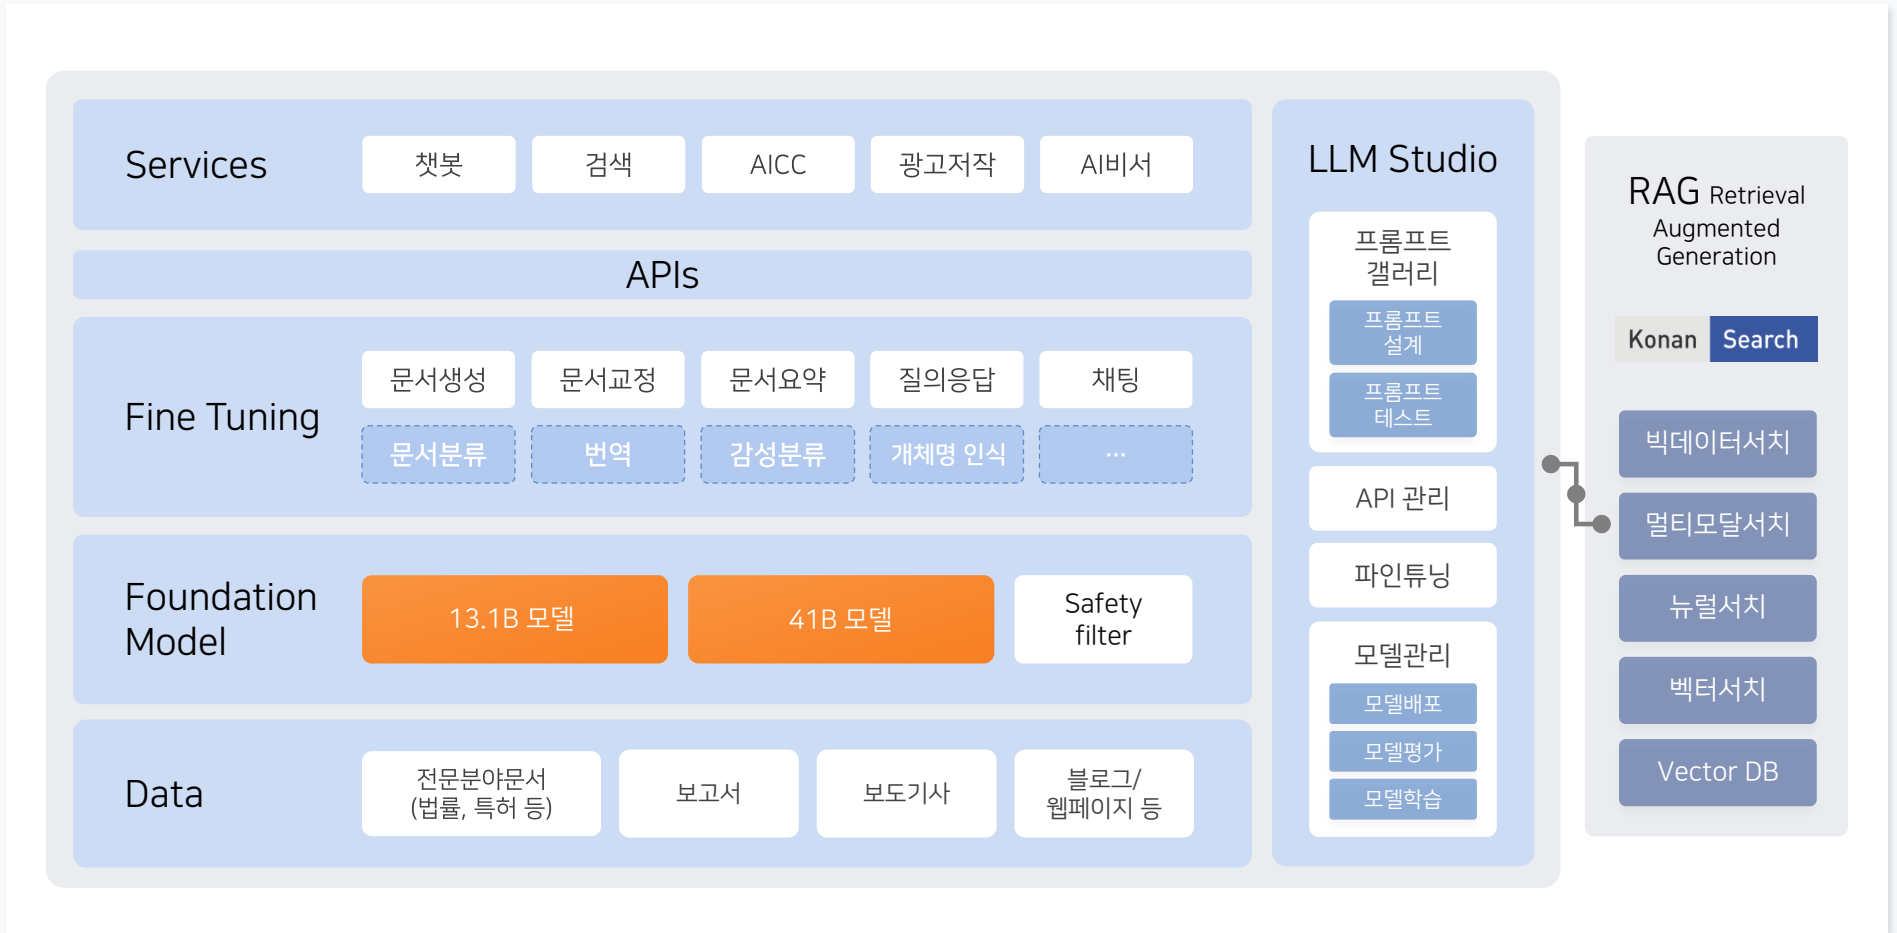 Services
챗봇
검색
AICC
광고저작
AI비서
APIs
Fine Tuning
문서생성
문서교정
문서요약
질의응답
채팅
문서분류
번역
감성분류
개체명 인식
...
Foundation
Model
13.1B 모델
41B 모델
Safety
filter
Data
전문분야문서
(법률, 특허 등)
보고서
보도기사
블로그/
웹페이지 등
LLM Studio
프롬프트
갤러리
프롬프트
설계
프롬프트
테스트
API 관리
파인튜닝
모델관리
모델배포
모델평가
모델학습
RAG Retrieval
Augmented
Generation
Konan Search
빅데이터서치
멀티모달서치
뉴럴서치
벡터서치
Vector DB